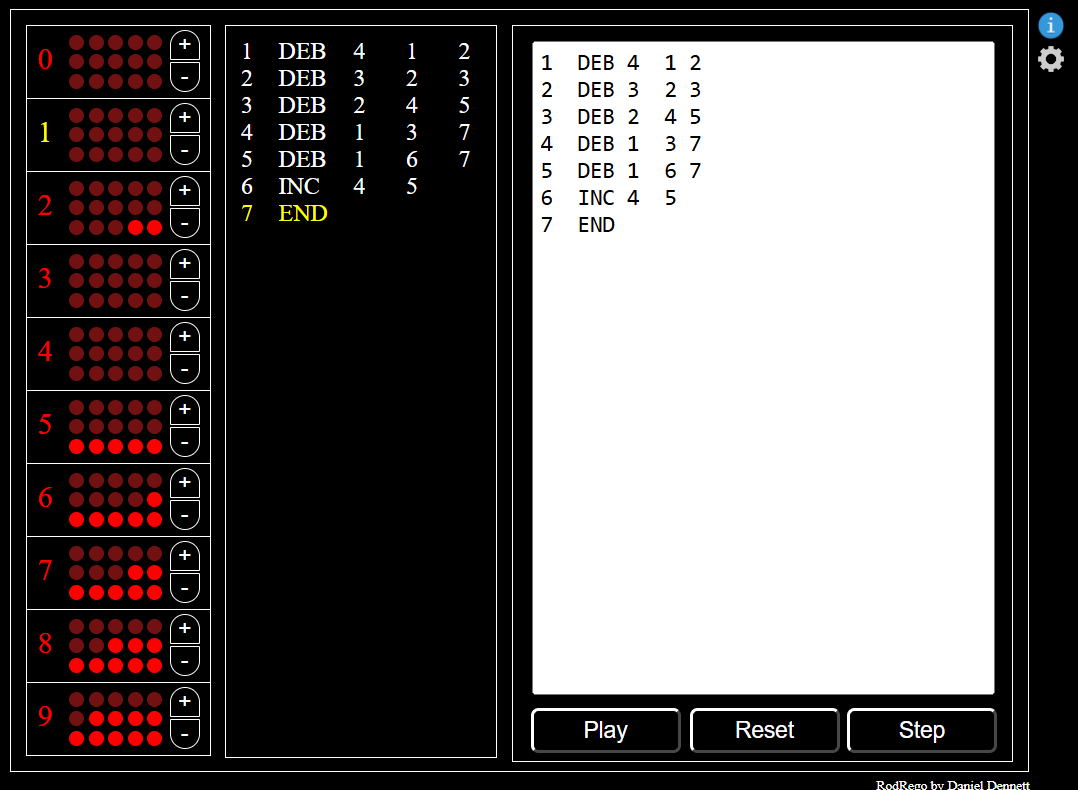 0 + -
1 + -
2 + -
3 + -
4 + -
5 + -
6 + -
7 + -
8 + -
9 + -
1 DEB 4 1 2
2 DEB 3 2 3
3 DEB 2 4 5
4 DEB 1 3 7
5 DEB 1 6 7
6 INC 4 5
7 END
1 DEB 4 1 2
2 DEB 3 2 3
3 DEB 2 4 5
4 DEB 1 3 7
5 DEB 1 6 7
6 INC 4 5
7 END
Play Reset Step
i
RodRego by Daniel Dennett